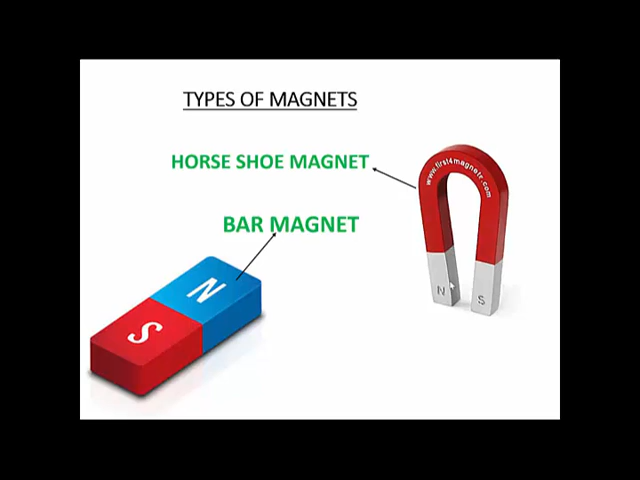 TYPES OF MAGNETS
HORSE SHOE MAGNET
www.first4magnets.com
BAR MAGNET
N
S
N
S